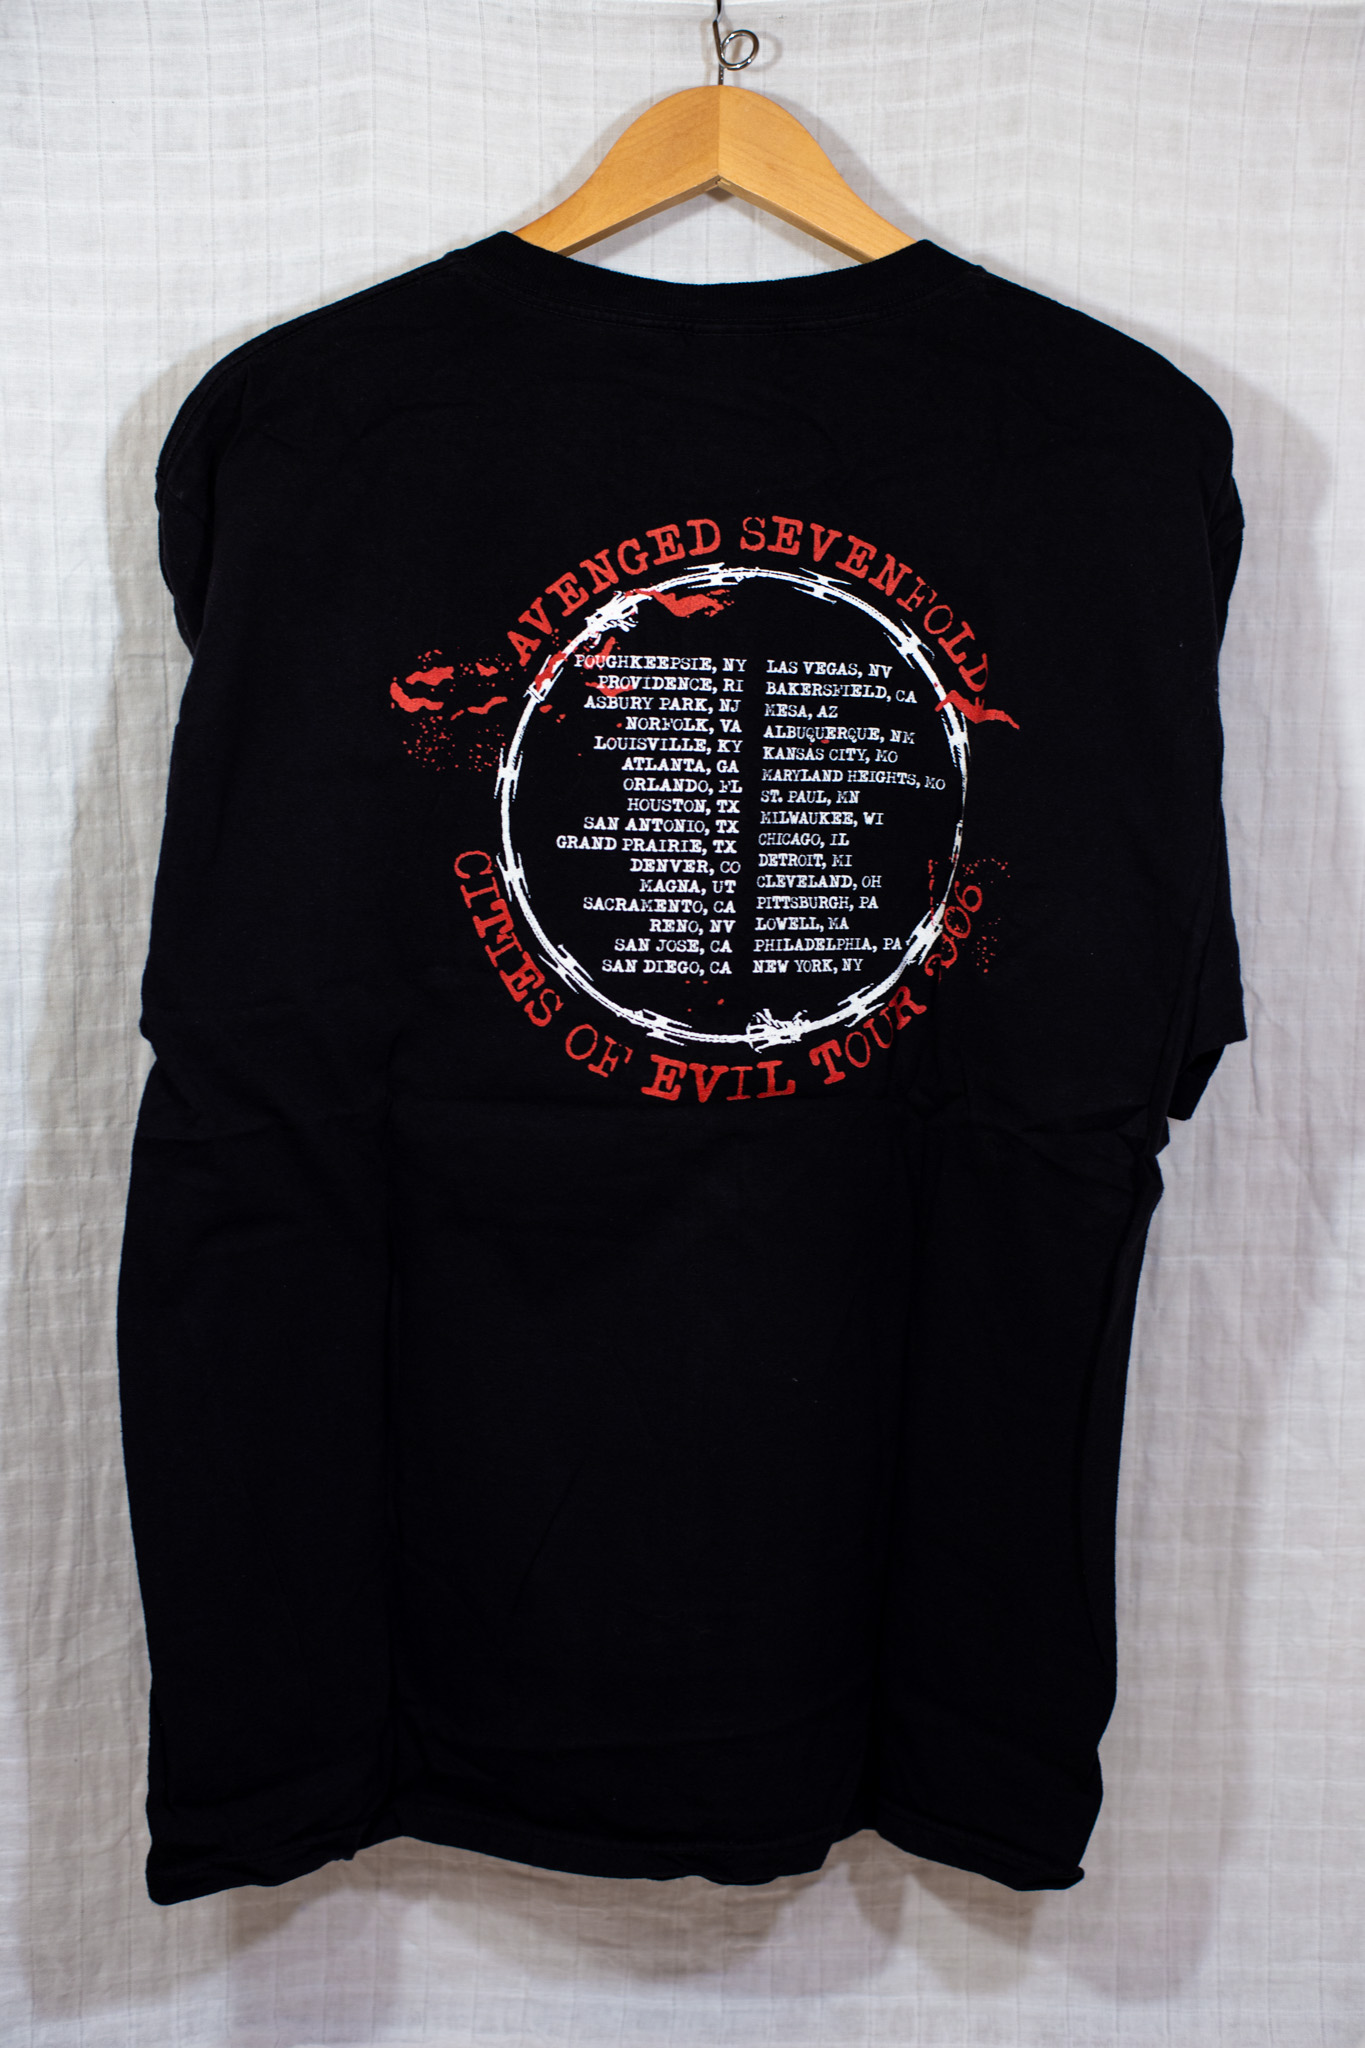 AVENGED SEVENFOLD
POUGHKEEPSIE, NY
PROVIDENCE, RI
ASBURY PARK, NJ
NORFOLK, VA
LOUISVILLE, KY
ATLANTA, GA
ORLANDO, FL
HOUSTON, TX
SAN ANTONIO, TX
GRAND PRAIRIE, TX
DENVER, CO
MAGNA, UT
SACRAMENTO, CA
RENO, NV
SAN JOSE, CA
SAN DIEGO, CA
LAS VEGAS, NV
BAKERSFIELD, CA
MESA, AZ
ALBUQUERQUE, NM
KANSAS CITY, MO
MARYLAND HEIGHTS, MO
ST. PAUL, MN
MILWAUKEE, WI
CHICAGO, IL
DETROIT, MI
CLEVELAND, OH
PITTSBURGH, PA
LOWELL, MA
PHILADELPHIA, PA
NEW YORK, NY
CITIES OF EVIL TOUR 2006